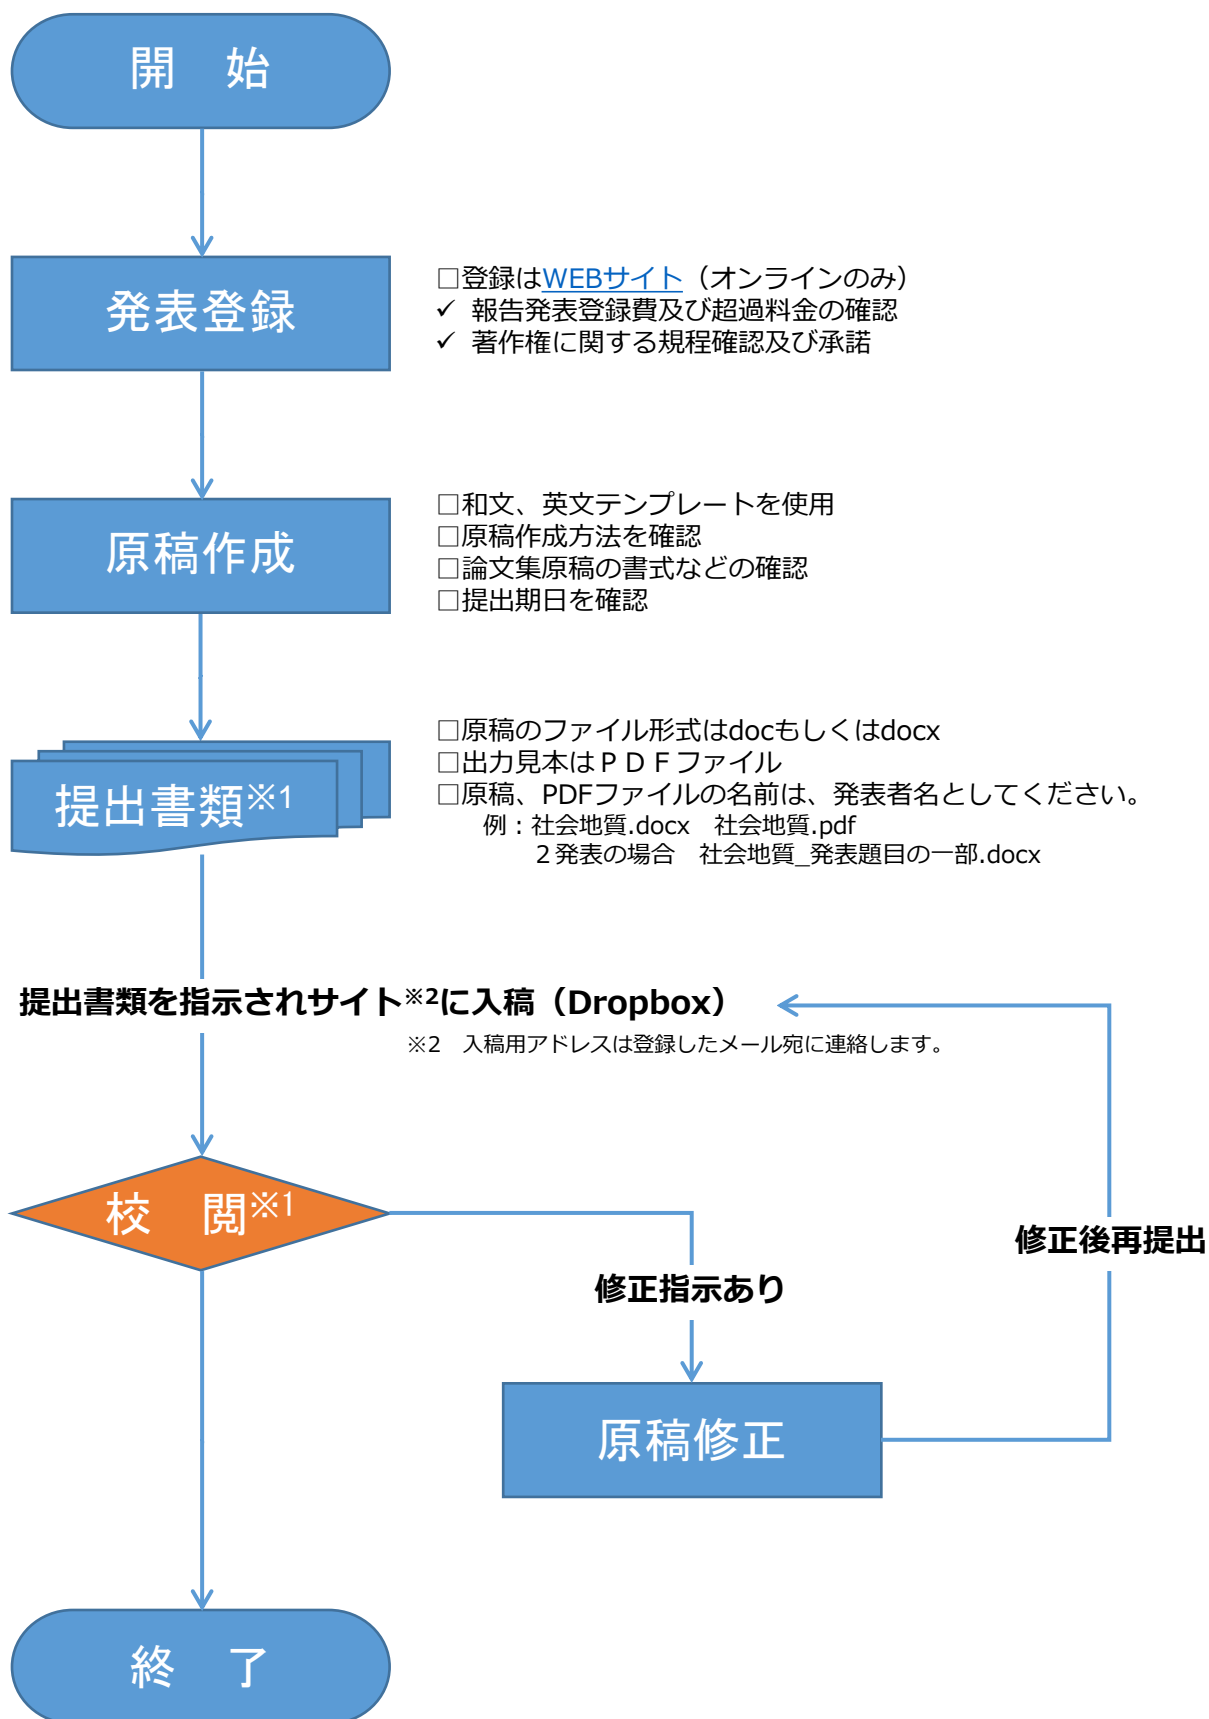 開　始
発表登録
□登録はWEBサイト（オンラインのみ）
✓ 報告発表登録費及び超過料金の確認
✓ 著作権に関する規程確認及び承諾
原稿作成
□和文、英文テンプレートを使用
□原稿作成方法を確認
□論文集原稿の書式などの確認
□提出期日を確認
提出書類※1
□原稿のファイル形式はdocもしくはdocx
□出力見本はＰＤＦファイル
□原稿、PDFファイルの名前は、発表者名としてください。
例：社会地質.docx　社会地質.pdf
２発表の場合　社会地質_発表題目の一部.docx
提出書類を指示されサイト※2に入稿（Dropbox）
※2　入稿用アドレスは登録したメール宛に連絡します。
校　閲※1
修正後再提出
修正指示あり
原稿修正
終　了